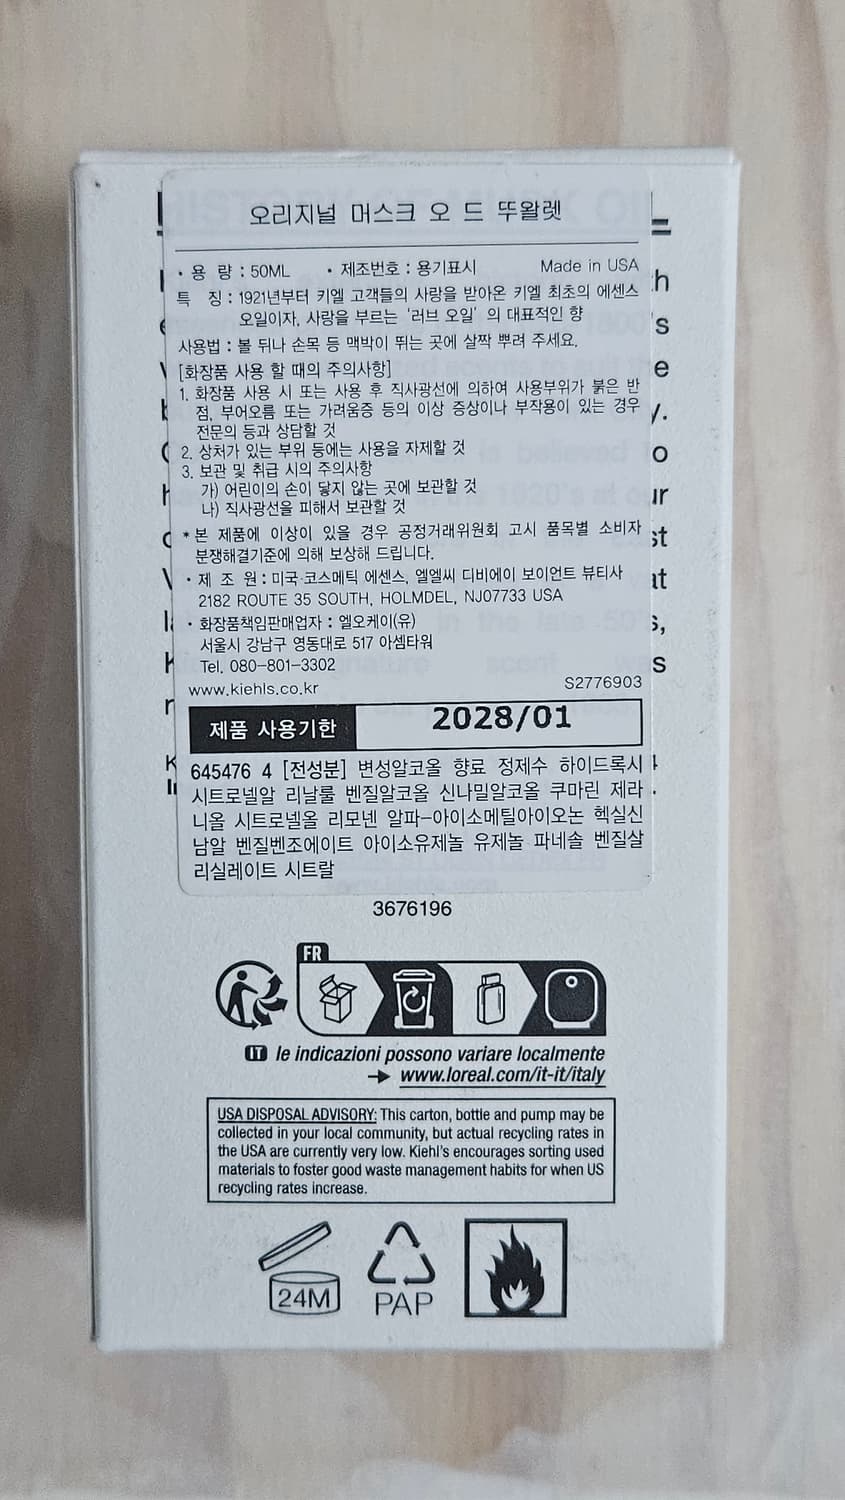 오리지널 머스크 오 드 뚜왈렛
• 용 량 : 50ML • 제조번호 : 용기표시 Made in USA
특 징 : 1921년부터 키엘 고객들의 사랑을 받아온 키엘 최초의 에센스
오일이자, 사랑을 부르는 '러브 오일' 의 대표적인 향
사용법 : 볼 뒤나 손목 등 맥박이 뛰는 곳에 살짝 뿌려 주세요.
[화장품 사용 할 때의 주의사항]
1. 화장품 사용 시 또는 사용 후 직사광선에 의하여 사용부위가 붉은 반
점, 부어오름 또는 가려움증 등의 이상 증상이나 부작용이 있는 경우
전문의 등과 상담할 것
2. 상처가 있는 부위 등에는 사용을 자제할 것
3. 보관 및 취급 시의 주의사항
가) 어린이의 손이 닿지 않는 곳에 보관할 것
나) 직사광선을 피해서 보관할 것
*본 제품에 이상이 있을 경우 공정거래위원회 고시 품목별 소비자
분쟁해결기준에 의해 보상해 드립니다.
• 제 조 원 : 미국 코스메틱 에센스, 엘엘씨 디비에이 보이언트 뷰티사
2182 ROUTE 35 SOUTH, HOLMDEL, NJ07733 USA
• 화장품책임판매업자 : 엘오케이(유)
서울시 강남구 영동대로 517 아셈타워
Tel. 080-801-3302
www.kiehls.co.kr S2776903
제품 사용기한 2028/01
645476 4 [전성분] 변성알코올 향료 정제수 하이드록시
시트로넬알 리날룰 벤질알코올 신나밀알코올 쿠마린 제라
니올 시트로넬올 리모넨 알파-아이소메틸아이오논 헥실신
남알 벤질벤조에이트 아이소유제놀 유제놀 파네솔 벤질살
리실레이트 시트랄
3676196
FR
IT le indicazioni possono variare localmente
→ www.loreal.com/it-it/italy
USA DISPOSAL ADVISORY: This carton, bottle and pump may be
collected in your local community, but actual recycling rates in
the USA are currently very low. Kiehl's encourages sorting used
materials to foster good waste management habits for when US
recycling rates increase.
24M PAP